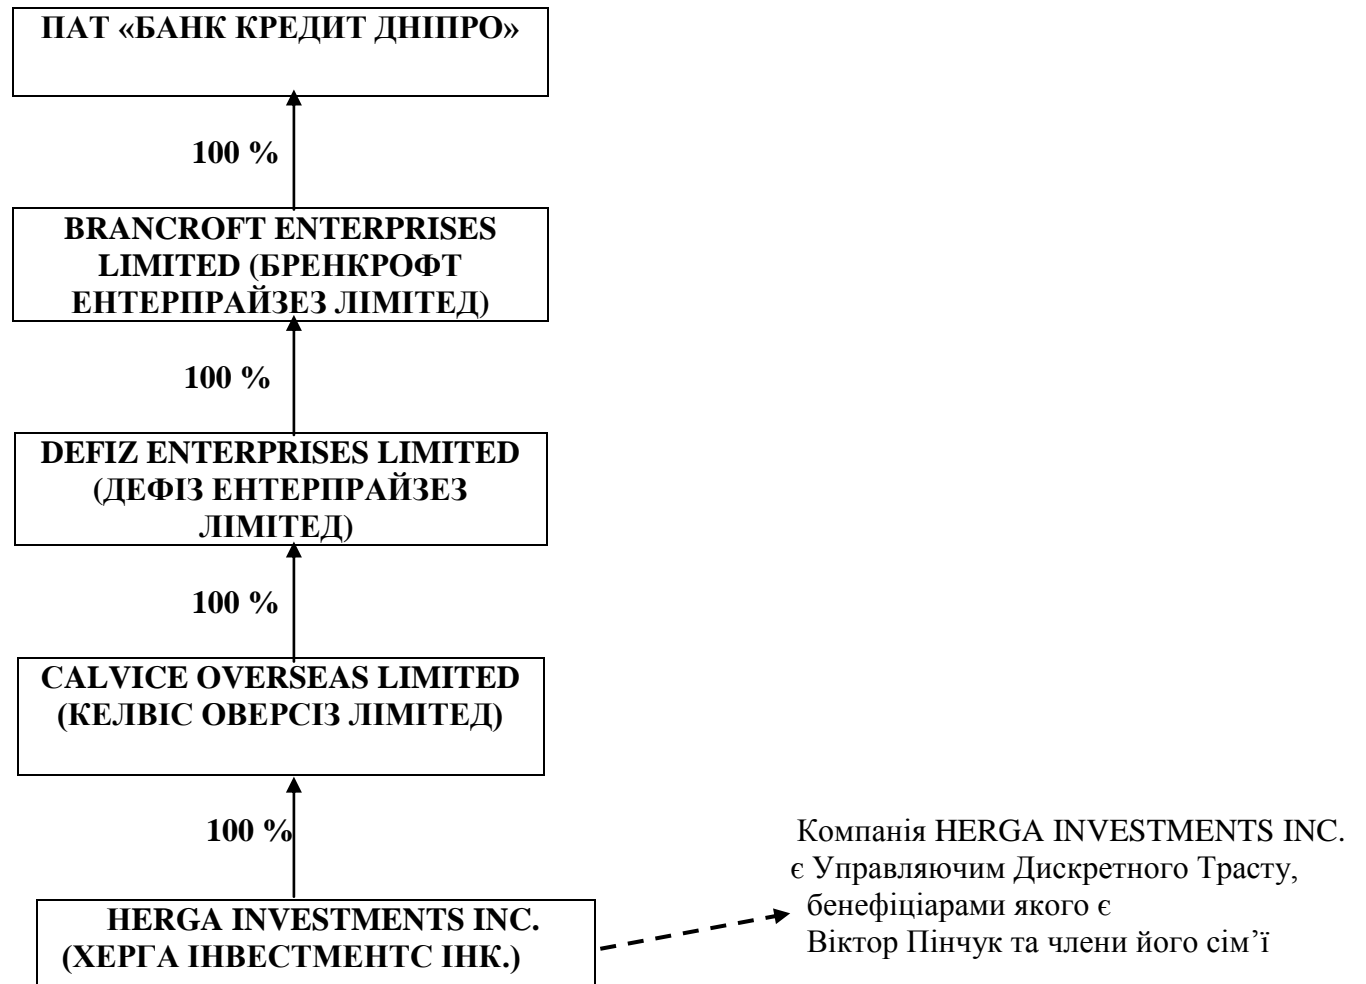 ПАТ «БАНК КРЕДИТ ДНІПРО»
100 %
BRANCROFT ENTERPRISES
LIMITED (БРЕНКРОФТ
ЕНТЕРПРАЙЗЕЗ ЛІМІТЕД)
100 %
DEFIZ ENTERPRISES LIMITED
(ДЕФІЗ ЕНТЕРПРАЙЗЕЗ
ЛІМІТЕД)
100 %
CALVICE OVERSEAS LIMITED
(КЕЛВІС ОВЕРСІЗ ЛІМІТЕД)
100 %
HERGA INVESTMENTS INC.
(ХЕРГА ІНВЕСТМЕНТС ІНК.)
Компанія HERGA INVESTMENTS INC.
є Управляючим Дискретного Трасту,
бенефіціарами якого є
Віктор Пінчук та члени його сім’ї